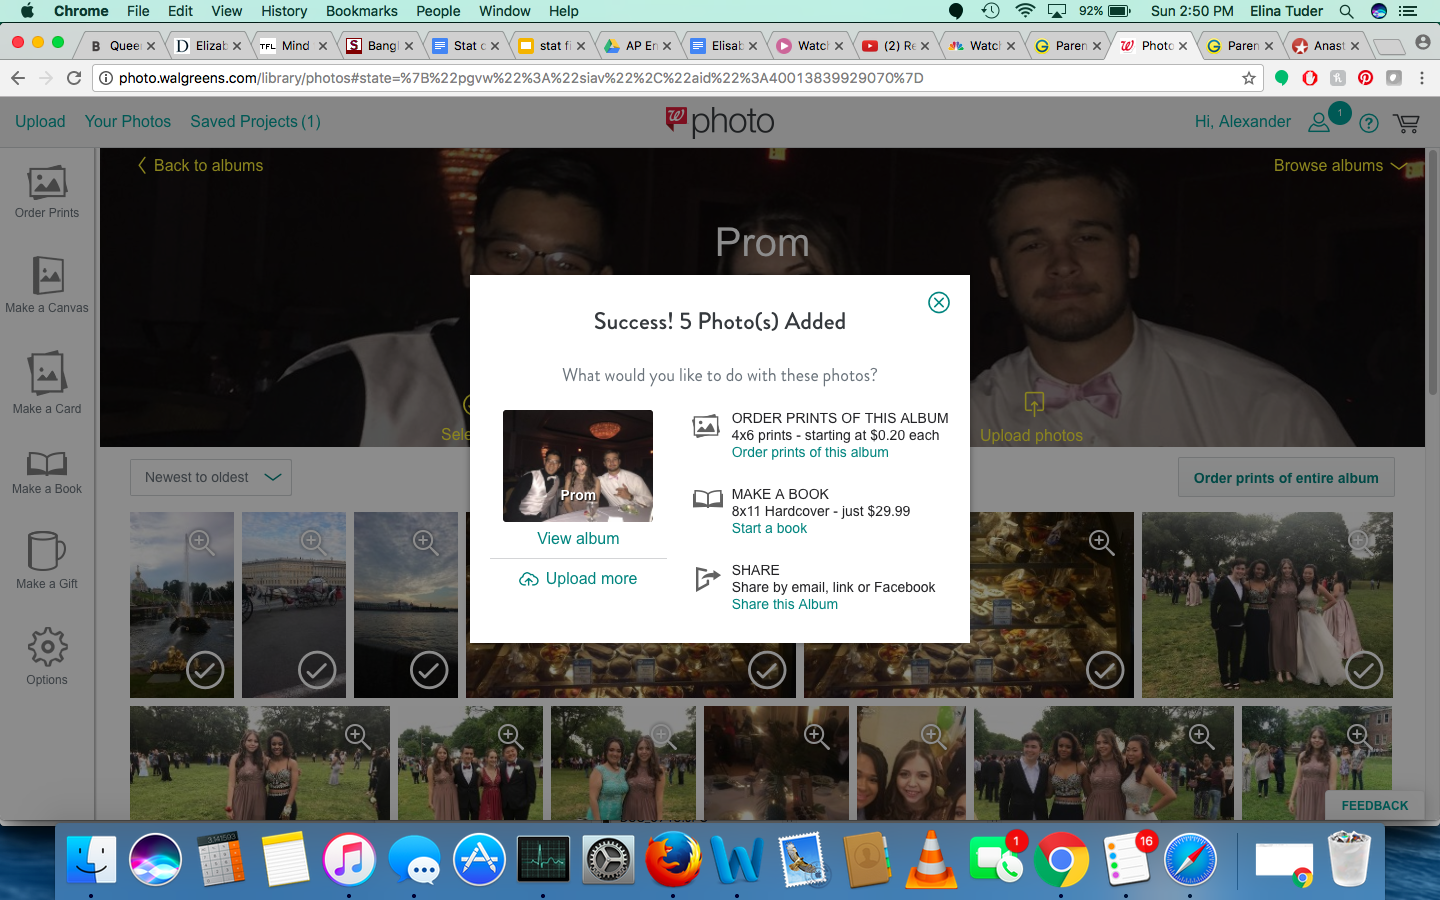 Chrome File Edit View History Bookmarks People Window Help 92% Sun 2:50 PM Elina Tuder
B Queer D Elizab TFL Mind S Bangl Stat c stat fi AP En Elisab Watch (2) Re Watch G Paren Photo G Paren Anast
photo.walgreens.com/library/photos#state=%7B%22pgvw%22%3A%22siav%22%2C%22aid%22%3A40013839929070%7D
Upload Your Photos Saved Projects (1) photo Hi, Alexander 1
Back to albums Browse albums
Order Prints
Make a Canvas
Make a Card
Make a Book
Make a Gift
Options
Prom
Sele
Upload photos
Newest to oldest
Order prints of entire album
Success! 5 Photo(s) Added
What would you like to do with these photos?
Prom
View album
Upload more
ORDER PRINTS OF THIS ALBUM
4x6 prints - starting at $0.20 each
Order prints of this album
MAKE A BOOK
8x11 Hardcover - just $29.99
Start a book
SHARE
Share by email, link or Facebook
Share this Album
FEEDBACK
3.141593
1
16